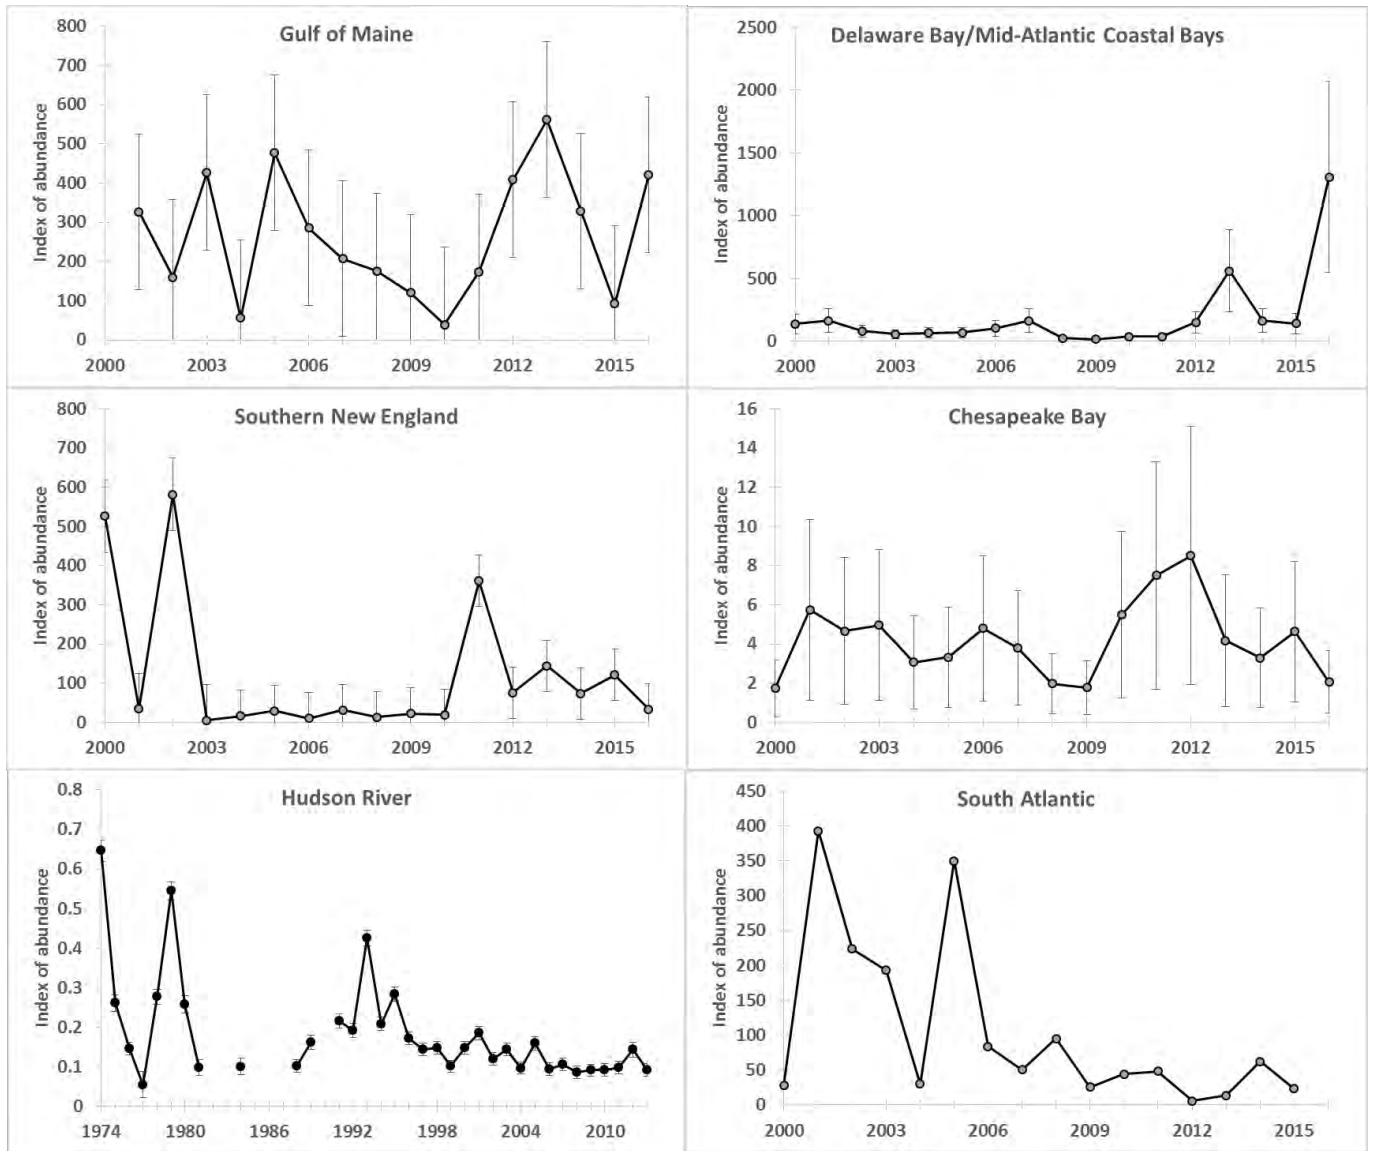 Gulf of Maine
Index of abundance
800
700
600
500
400
300
200
100
0
2000 2003 2006 2009 2012 2015
Delaware Bay/Mid-Atlantic Coastal Bays
Index of abundance
2500
2000
1500
1000
500
0
2000 2003 2006 2009 2012 2015
Southern New England
Index of abundance
800
700
600
500
400
300
200
100
0
2000 2003 2006 2009 2012 2015
Chesapeake Bay
Index of abundance
16
14
12
10
8
6
4
2
0
2000 2003 2006 2009 2012 2015
Hudson River
Index of abundance
0.8
0.7
0.6
0.5
0.4
0.3
0.2
0.1
0
1974 1980 1986 1992 1998 2004 2010
South Atlantic
Index of abundance
450
400
350
300
250
200
150
100
50
0
2000 2003 2006 2009 2012 2015